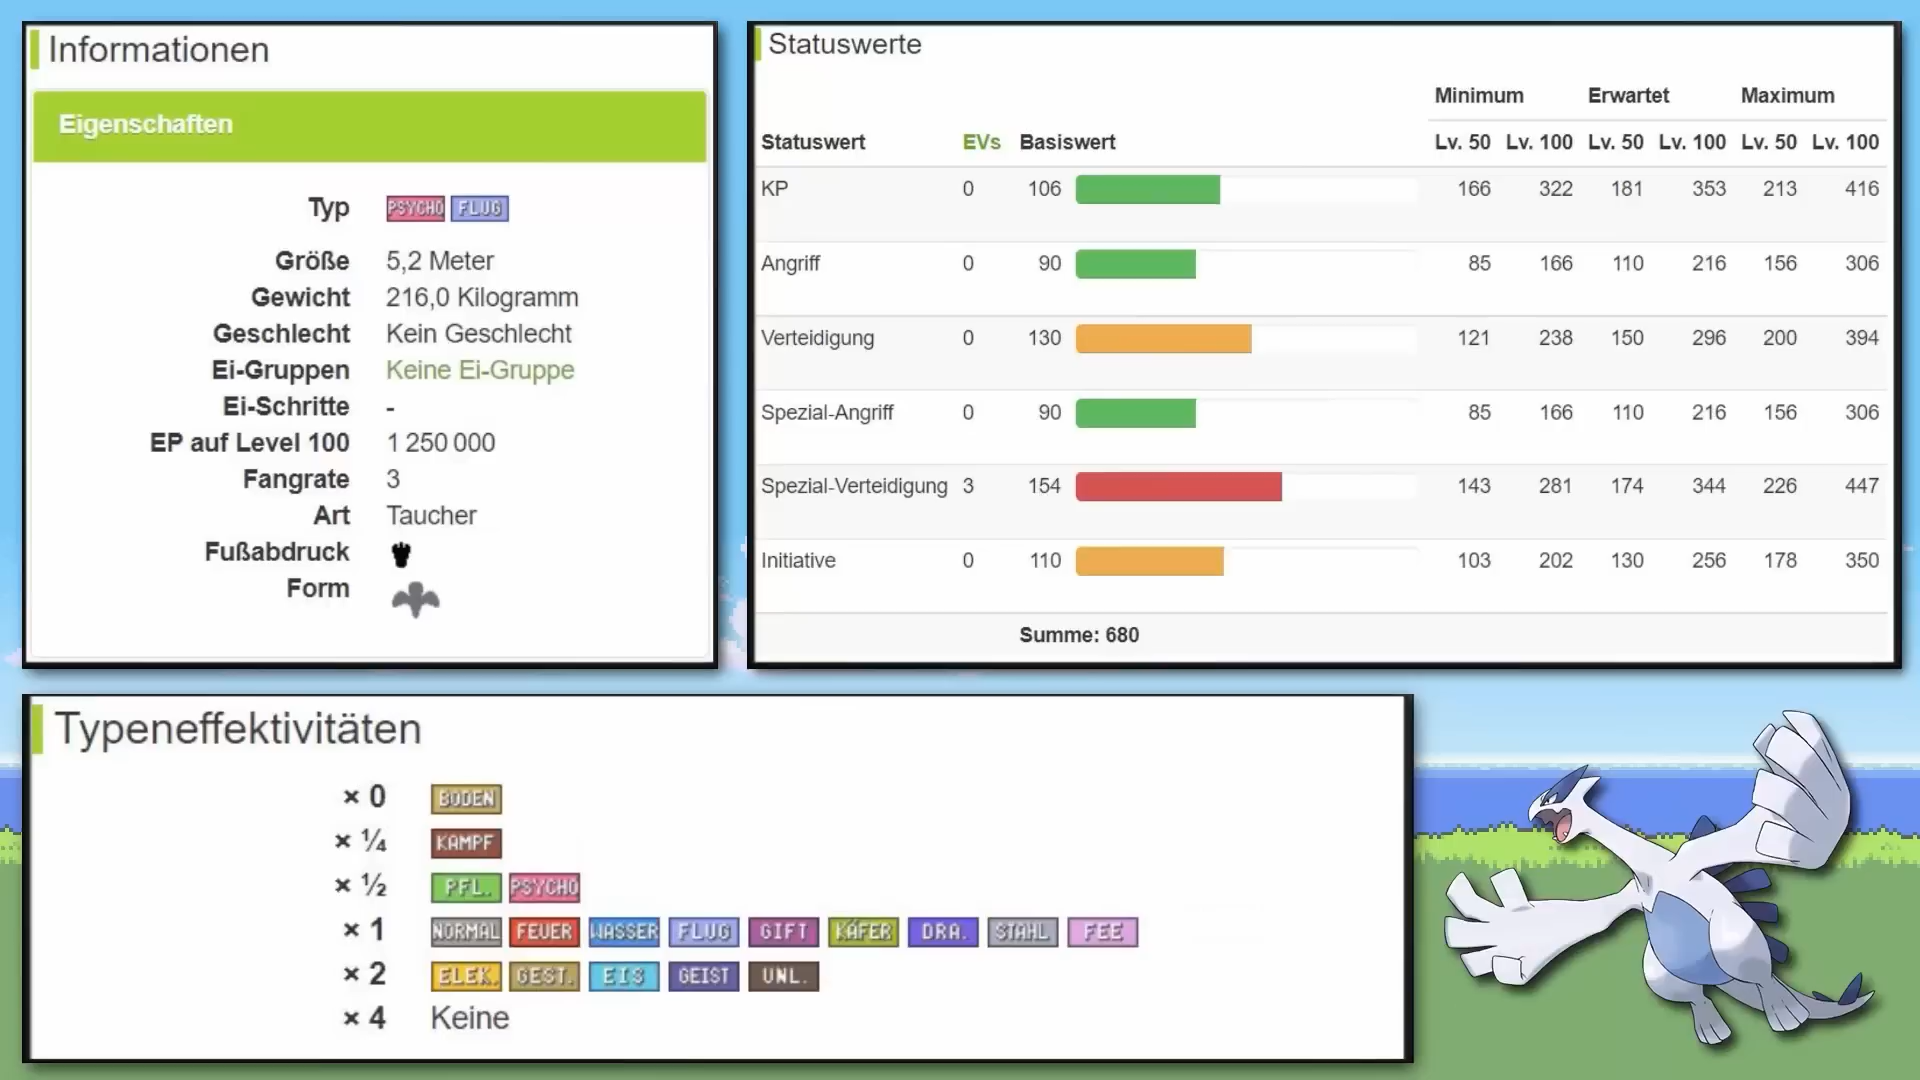 Informationen
Eigenschaften
Typ PSYCHO FLUG
Größe 5,2 Meter
Gewicht 216,0 Kilogramm
Geschlecht Kein Geschlecht
Ei-Gruppen Keine Ei-Gruppe
Ei-Schritte -
EP auf Level 100 1 250 000
Fangrate 3
Art Taucher
Fußabdruck
Form
Statuswerte
Minimum Erwartet Maximum
Statuswert EVs Basiswert Lv. 50 Lv. 100 Lv. 50 Lv. 100 Lv. 50 Lv. 100
KP 0 106 166 322 181 353 213 416
Angriff 0 90 85 166 110 216 156 306
Verteidigung 0 130 121 238 150 296 200 394
Spezial-Angriff 0 90 85 166 110 216 156 306
Spezial-Verteidigung 3 154 143 281 174 344 226 447
Initiative 0 110 103 202 130 256 178 350
Summe: 680
Typeneffektivitäten
× 0 BODEN
× ¼ KAMPF
× ½ PFL. PSYCHO
× 1 NORMAL FEUER WASSER FLUG GIFT KÄFER DRA. STAHL FEE
× 2 ELEK. GEST. EIS GEIST UNL.
× 4 Keine